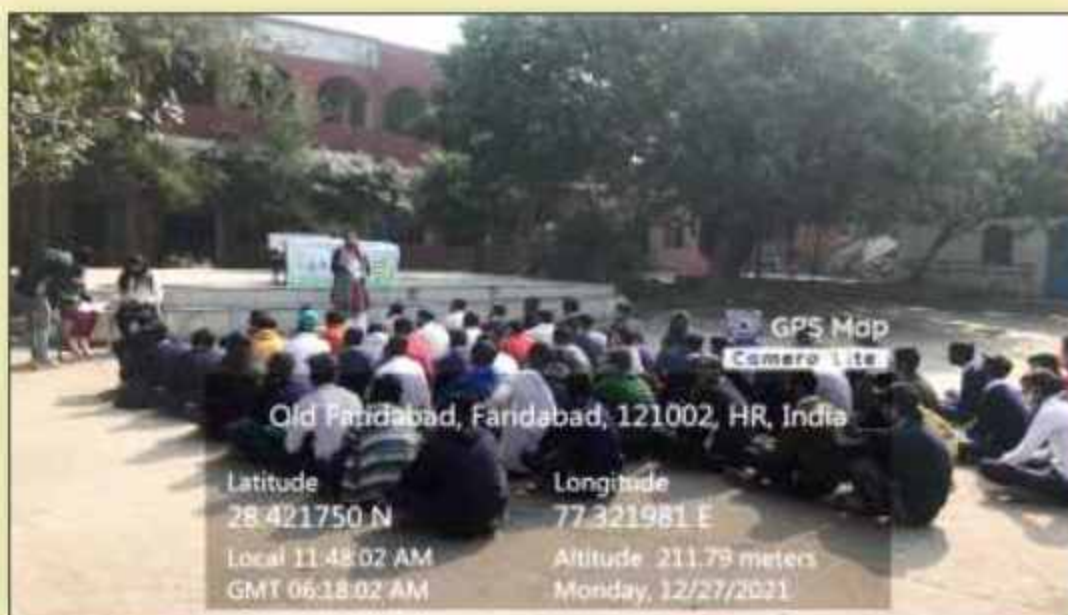 GPS Map
Camera Lite
Old Faridabad, Faridabad, 121002, HR, India
Latitude
28.421750 N
Longitude
77.321981 E
Local 11:48:02 AM
GMT 06:18:02 AM
Altitude 211.79 meters
Monday, 12/27/2021